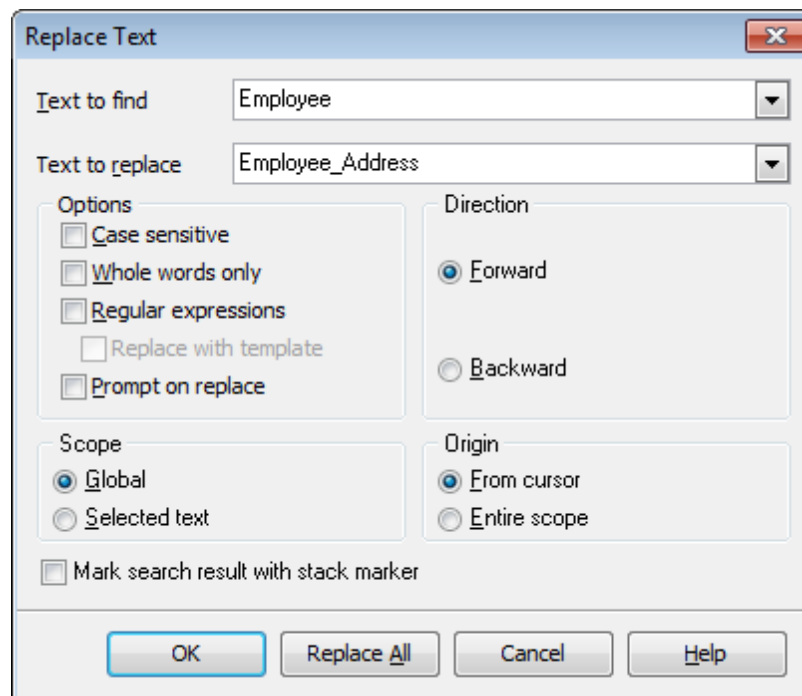 Replace Text
Text to find Employee
Text to replace Employee_Address
Options
Case sensitive
Whole words only
Regular expressions
Replace with template
Prompt on replace
Direction
Forward
Backward
Scope
Global
Selected text
Origin
From cursor
Entire scope
Mark search result with stack marker
OK Replace All Cancel Help